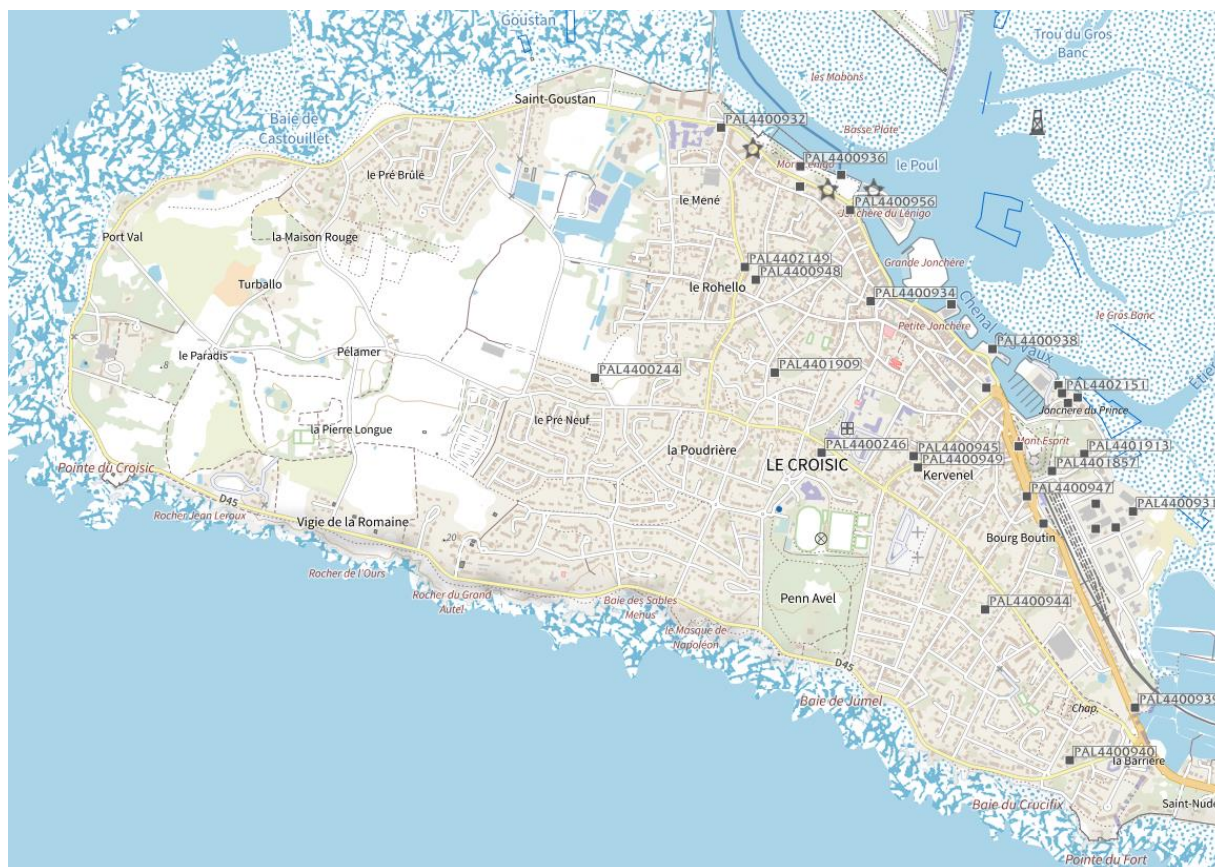 Goustan
Trou du Gros
Banc
les Mabons
Saint-Goustan
Baie de
Castouillet
PAL4400932
Basse Plate
le Poul
PAL4400936
le Pré Brûlé
le Mené
PAL4400956
Jonchère du Lénigo
Port Val
la Maison Rouge
PAL4402149
PAL4400948
Grande Jonchère
Turballo
le Rohello
PAL4400934
Chenal
Vaux
le Gros Banc
Petite Jonchère
PAL4400938
le Paradis
Pélamer
8
PAL4400244
PAL4401909
PAL4402151
Jonchère du Prince
le Pré Neuf
la Pierre Longue
la Poudrière
PAL4400246
PAL4400945
PAL4400949
Mont Esprit
PAL4401913
PAL4401857
LE CROISIC
Kervenel
Pointe du Croisic
D45
Rocher Jean Leroux
Vigie de la Romaine
PAL4400947
PAL4400931
20
Bourg Boutin
Rocher de l'Ours
Rocher du Grand
Autel
Baie des Sables
Menus
Penn Avel
PAL4400944
le Masque de
Napoléon
D45
Baie de Jumel
Chap.
PAL4400939
PAL4400940
la Barrière
Baie du Crucifix
Saint-Nude
Pointe du Fort